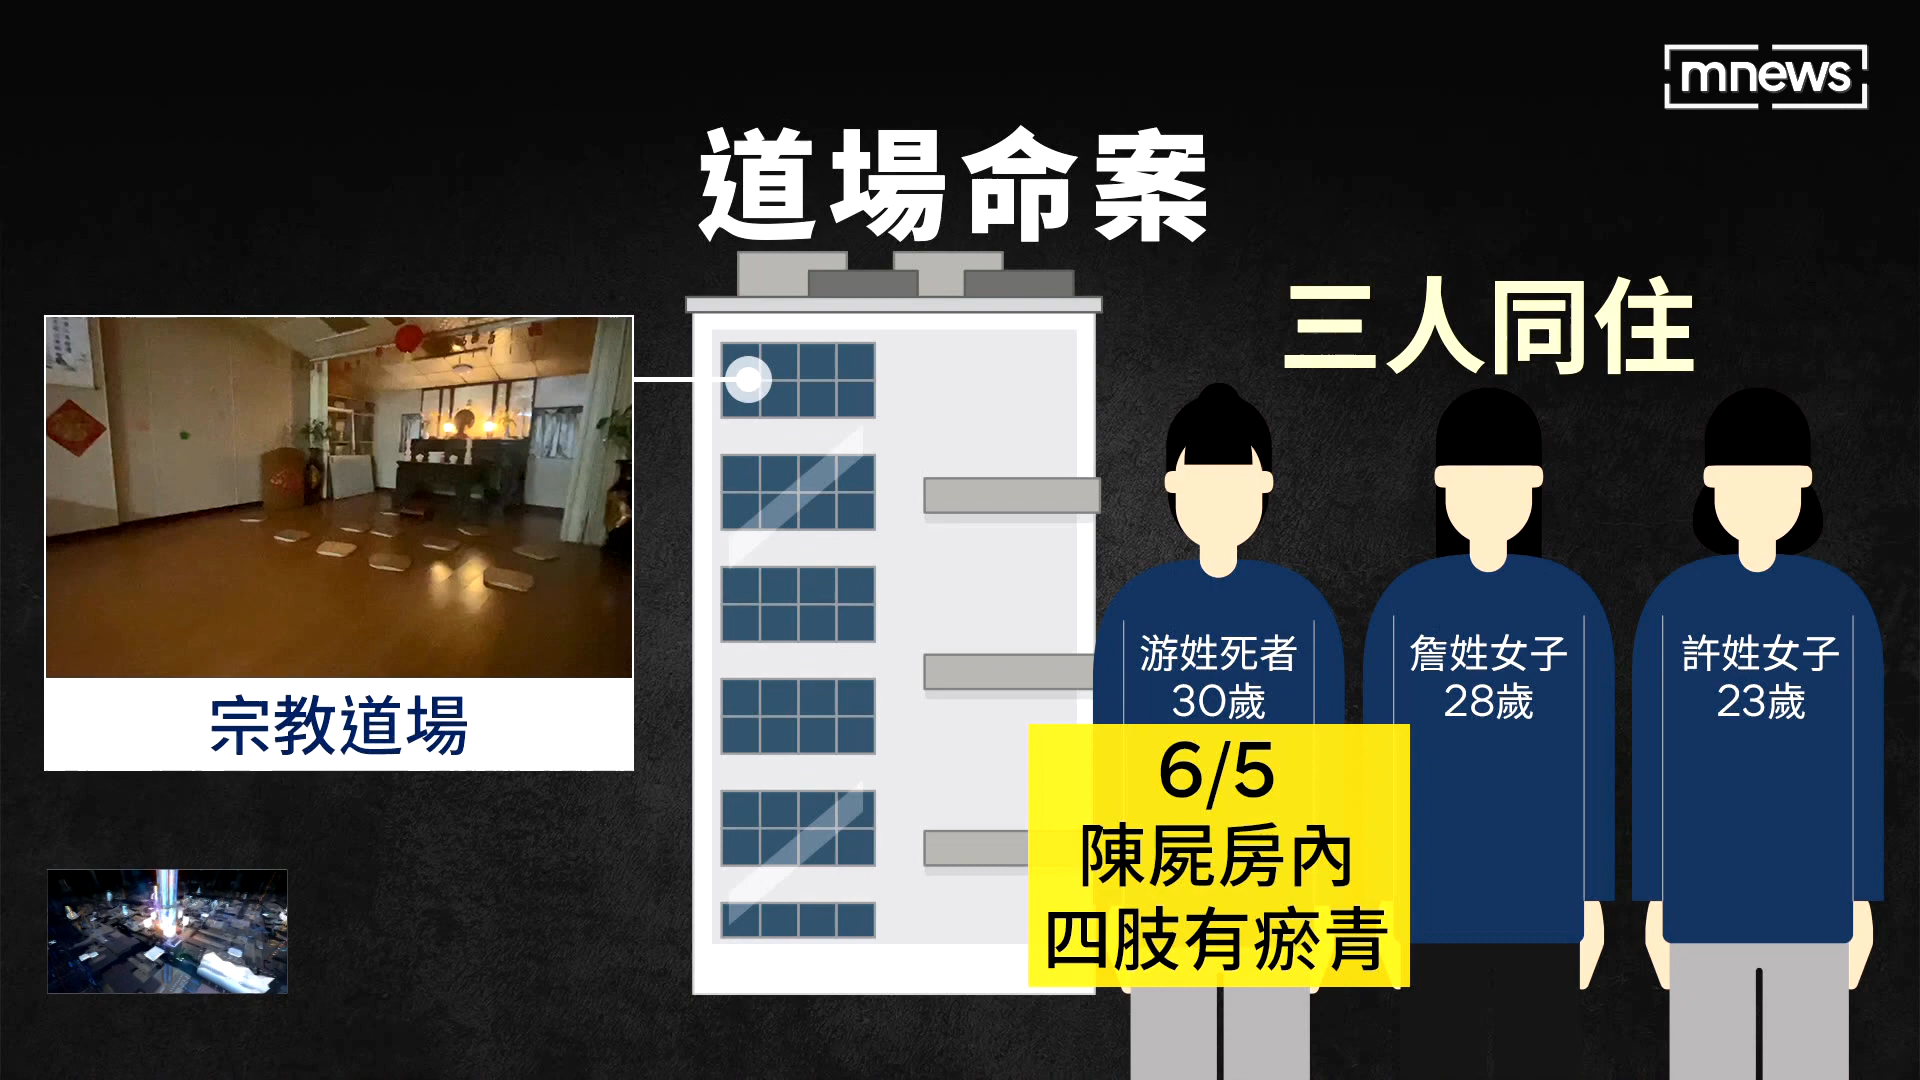 mnews
道場命案
三人同住
宗教道場
游姓死者
30歲
詹姓女子
28歲
許姓女子
23歲
6/5
陳屍房內
四肢有瘀青